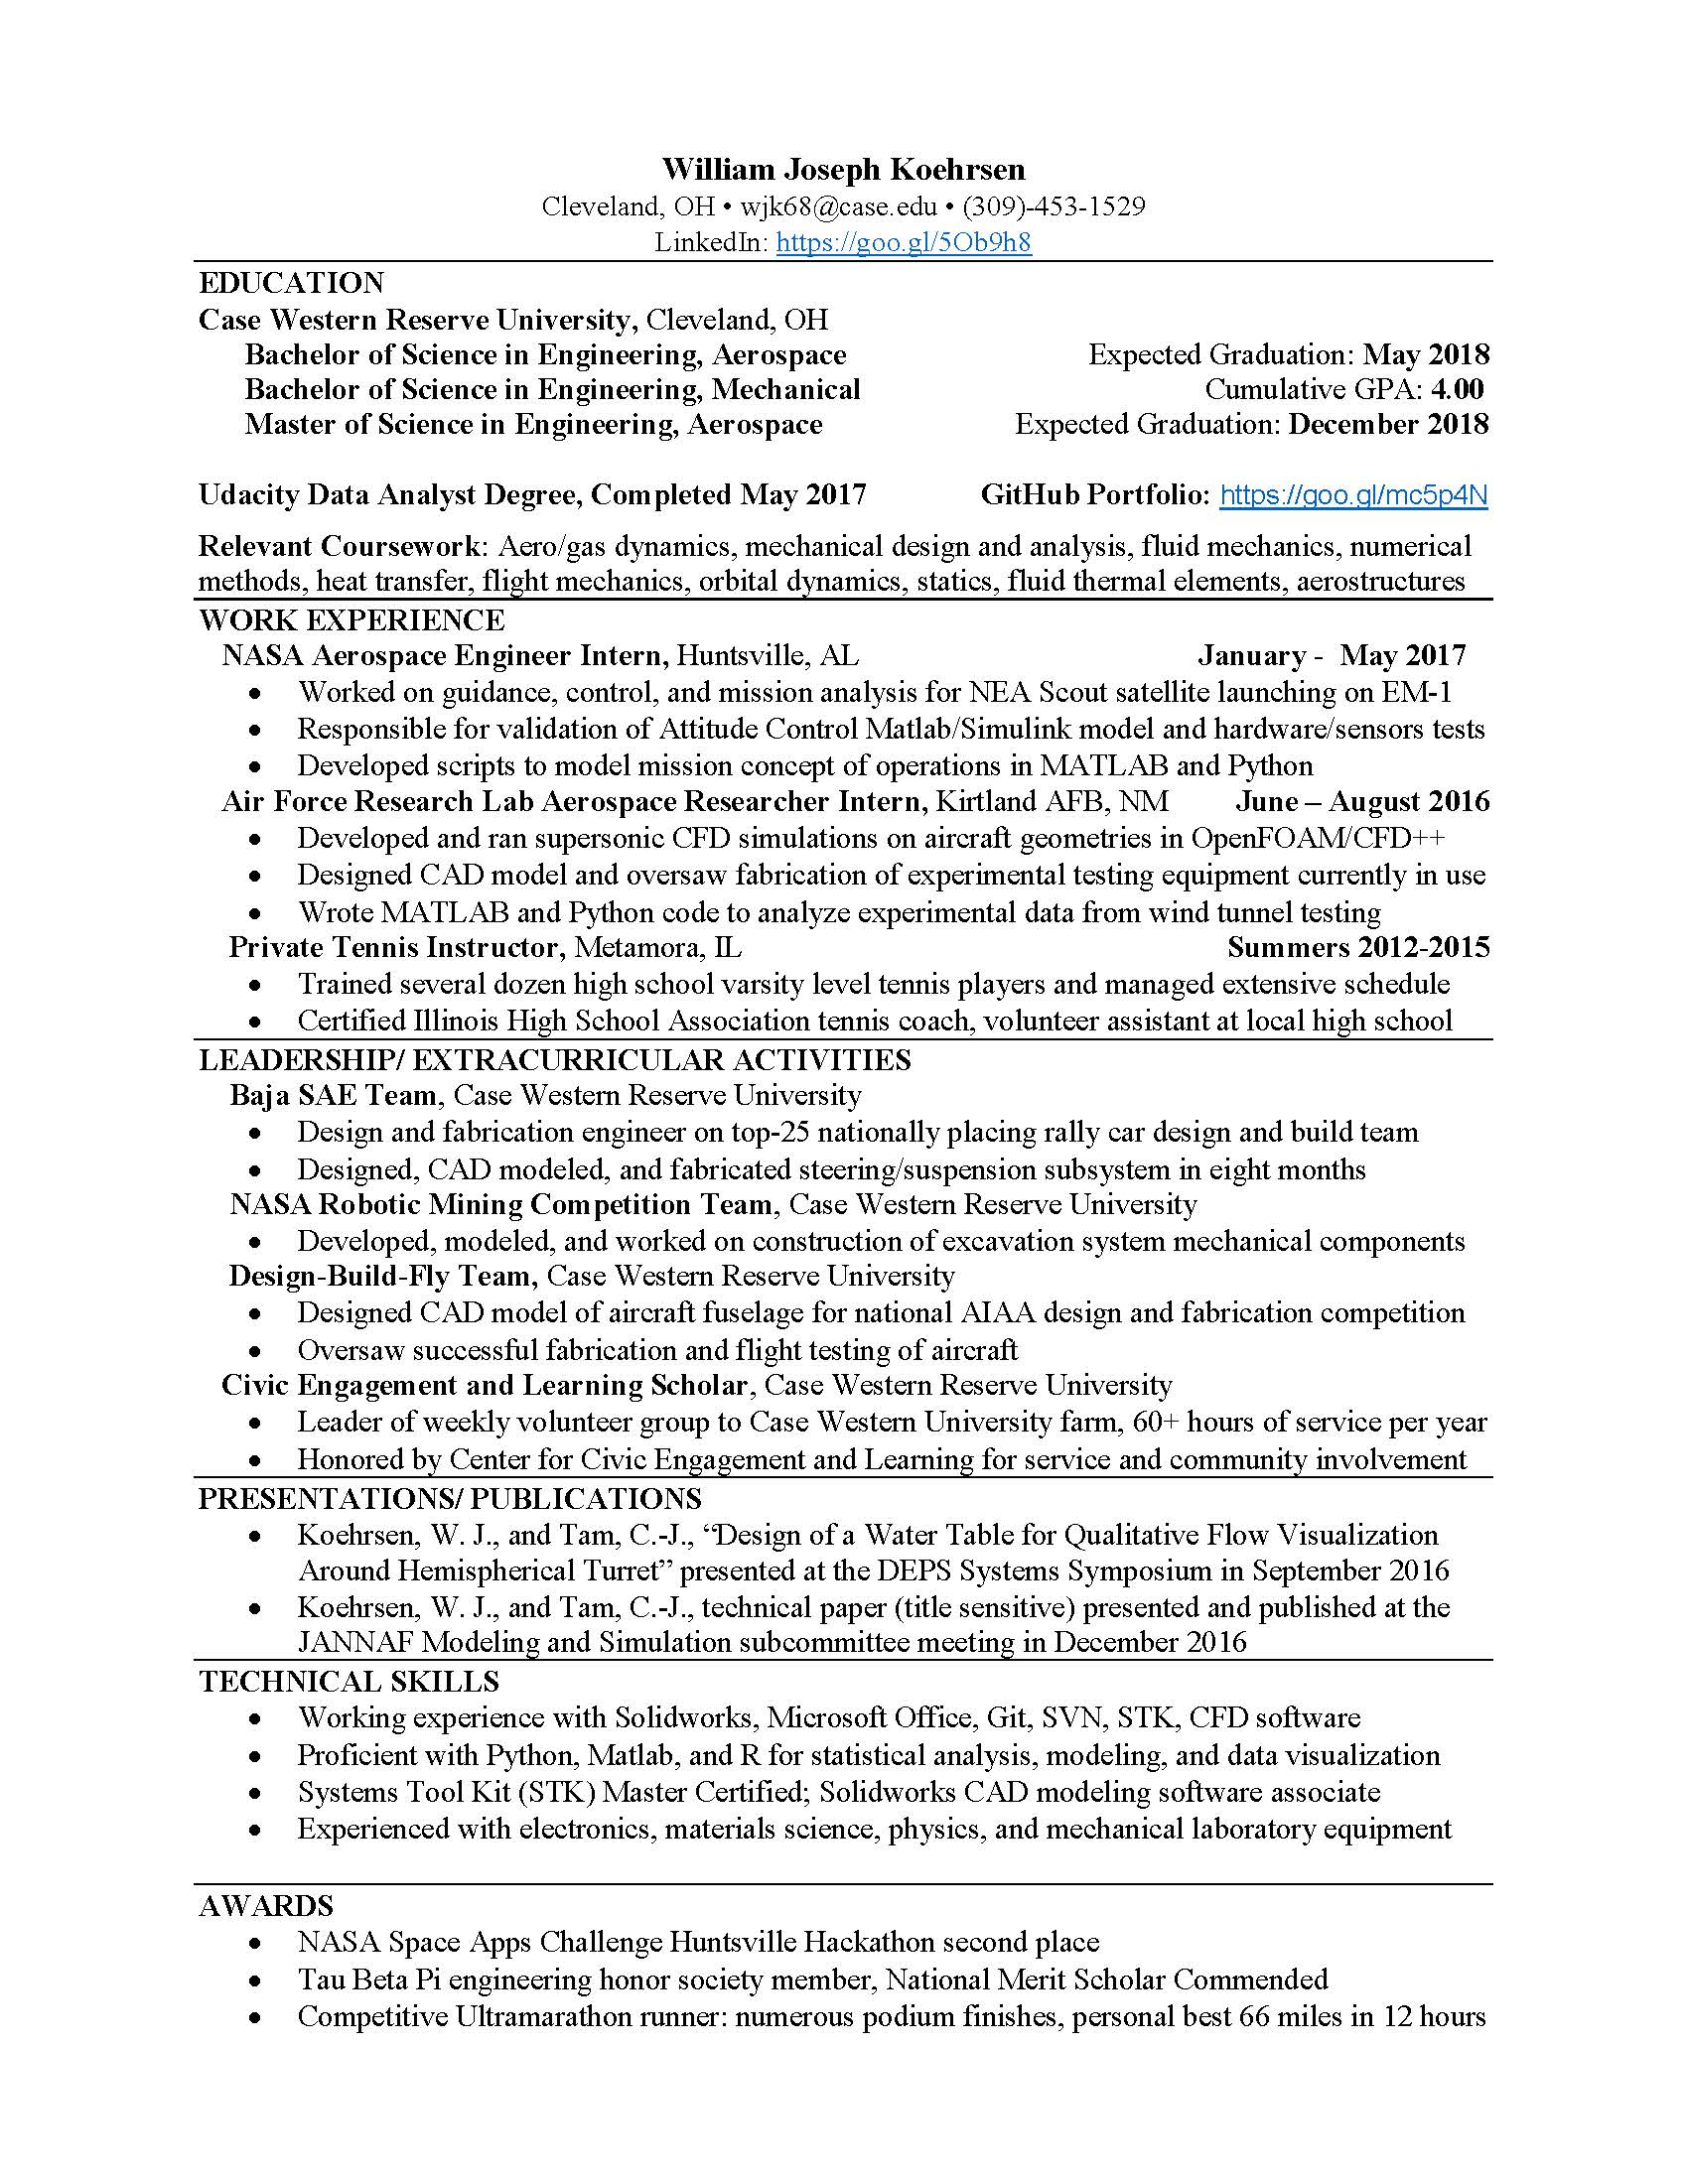 William Joseph Koehrsen
Cleveland, OH • wjk68@case.edu • (309)-453-1529
LinkedIn: https://goo.gl/5Ob9h8
EDUCATION
Case Western Reserve University, Cleveland, OH
Bachelor of Science in Engineering, Aerospace Expected Graduation: May 2018
Bachelor of Science in Engineering, Mechanical Cumulative GPA: 4.00
Master of Science in Engineering, Aerospace Expected Graduation: December 2018
Udacity Data Analyst Degree, Completed May 2017 GitHub Portfolio: https://goo.gl/mc5p4N
Relevant Coursework: Aero/gas dynamics, mechanical design and analysis, fluid mechanics, numerical
methods, heat transfer, flight mechanics, orbital dynamics, statics, fluid thermal elements, aerostructures
WORK EXPERIENCE
NASA Aerospace Engineer Intern, Huntsville, AL January - May 2017
• Worked on guidance, control, and mission analysis for NEA Scout satellite launching on EM-1
• Responsible for validation of Attitude Control Matlab/Simulink model and hardware/sensors tests
• Developed scripts to model mission concept of operations in MATLAB and Python
Air Force Research Lab Aerospace Researcher Intern, Kirtland AFB, NM June – August 2016
• Developed and ran supersonic CFD simulations on aircraft geometries in OpenFOAM/CFD++
• Designed CAD model and oversaw fabrication of experimental testing equipment currently in use
• Wrote MATLAB and Python code to analyze experimental data from wind tunnel testing
Private Tennis Instructor, Metamora, IL Summers 2012-2015
• Trained several dozen high school varsity level tennis players and managed extensive schedule
• Certified Illinois High School Association tennis coach, volunteer assistant at local high school
LEADERSHIP/ EXTRACURRICULAR ACTIVITIES
Baja SAE Team, Case Western Reserve University
• Design and fabrication engineer on top-25 nationally placing rally car design and build team
• Designed, CAD modeled, and fabricated steering/suspension subsystem in eight months
NASA Robotic Mining Competition Team, Case Western Reserve University
• Developed, modeled, and worked on construction of excavation system mechanical components
Design-Build-Fly Team, Case Western Reserve University
• Designed CAD model of aircraft fuselage for national AIAA design and fabrication competition
• Oversaw successful fabrication and flight testing of aircraft
Civic Engagement and Learning Scholar, Case Western Reserve University
• Leader of weekly volunteer group to Case Western University farm, 60+ hours of service per year
• Honored by Center for Civic Engagement and Learning for service and community involvement
PRESENTATIONS/ PUBLICATIONS
• Koehrsen, W. J., and Tam, C.-J., “Design of a Water Table for Qualitative Flow Visualization
Around Hemispherical Turret” presented at the DEPS Systems Symposium in September 2016
• Koehrsen, W. J., and Tam, C.-J., technical paper (title sensitive) presented and published at the
JANNAF Modeling and Simulation subcommittee meeting in December 2016
TECHNICAL SKILLS
• Working experience with Solidworks, Microsoft Office, Git, SVN, STK, CFD software
• Proficient with Python, Matlab, and R for statistical analysis, modeling, and data visualization
• Systems Tool Kit (STK) Master Certified; Solidworks CAD modeling software associate
• Experienced with electronics, materials science, physics, and mechanical laboratory equipment
AWARDS
• NASA Space Apps Challenge Huntsville Hackathon second place
• Tau Beta Pi engineering honor society member, National Merit Scholar Commended
• Competitive Ultramarathon runner: numerous podium finishes, personal best 66 miles in 12 hours